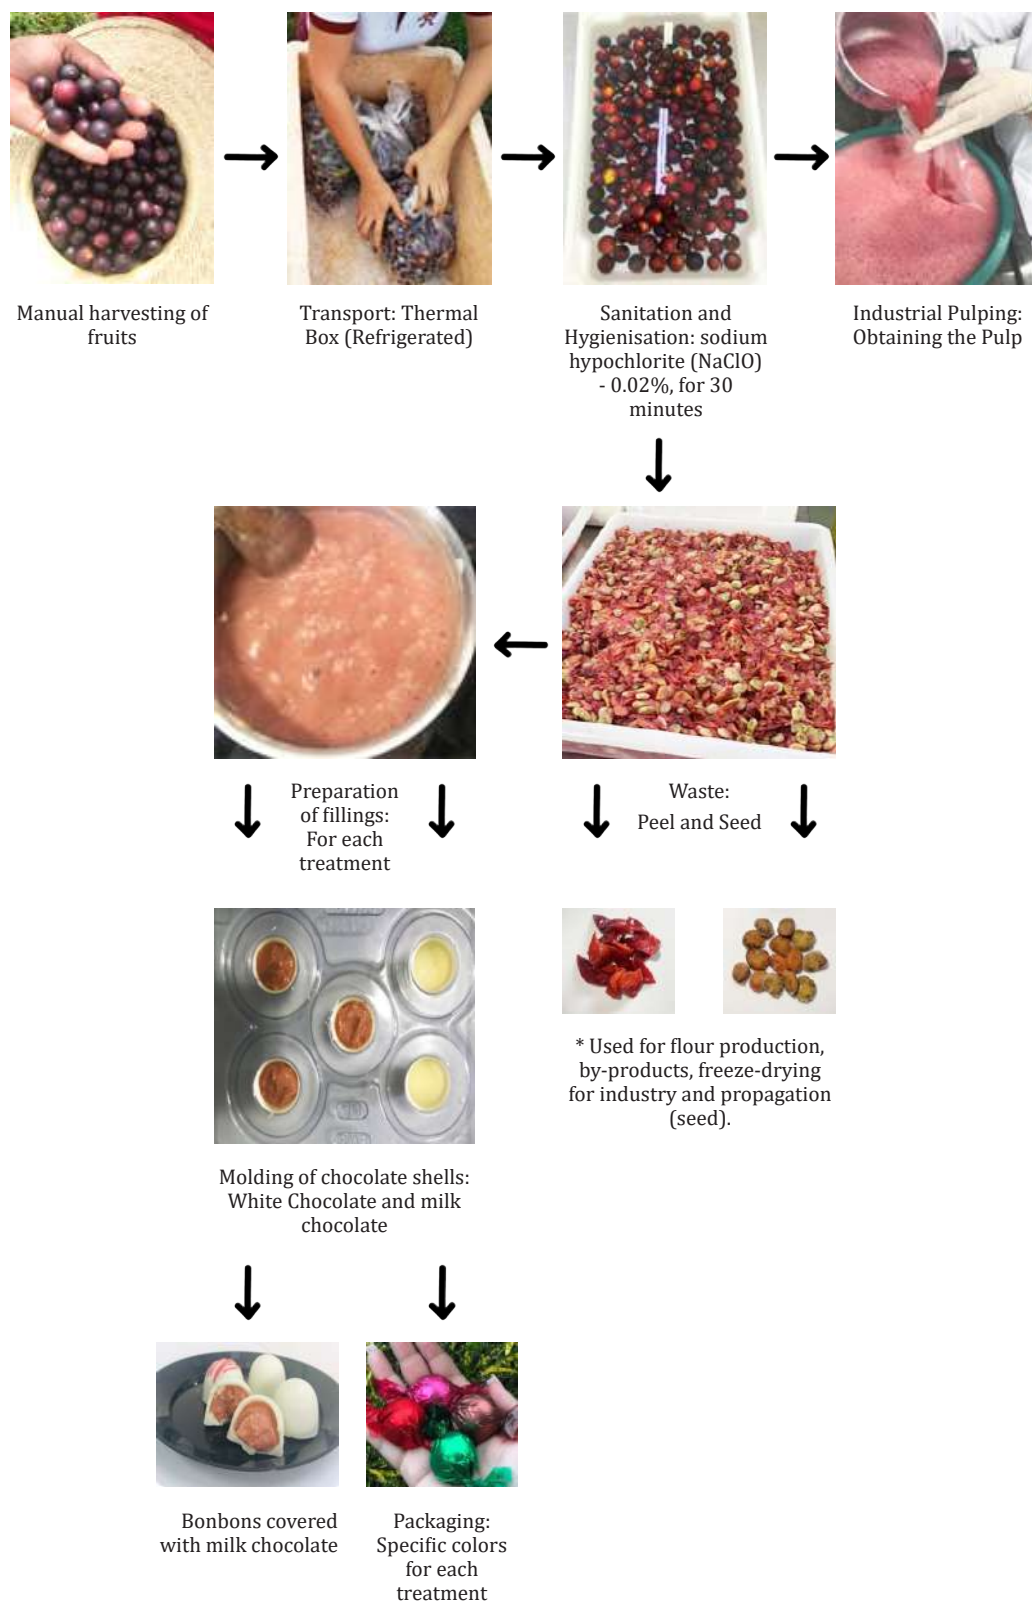 Manual harvesting of
fruits
Transport: Thermal
Box (Refrigerated)
Sanitation and
Hygienisation: sodium
hypochlorite (NaClO)
- 0.02%, for 30
minutes
Industrial Pulping:
Obtaining the Pulp
Preparation
of fillings:
For each
treatment
Waste:
Peel and Seed
* Used for flour production,
by-products, freeze-drying
for industry and propagation
(seed).
Molding of chocolate shells:
White Chocolate and milk
chocolate
Bonbons covered
with milk chocolate
Packaging:
Specific colors
for each
treatment